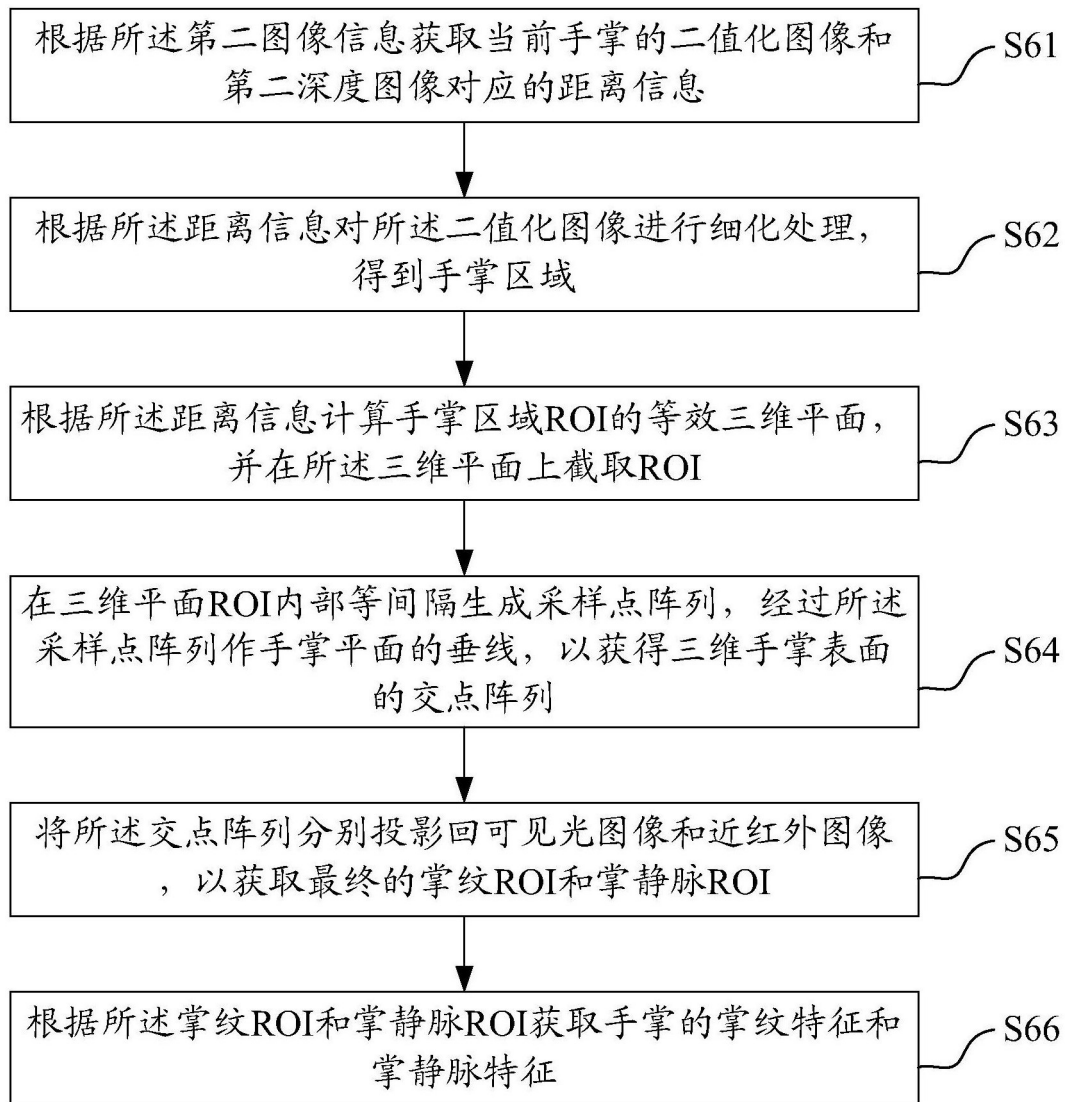 根据所述第二图像信息获取当前手掌的二值化图像和
第二深度图像对应的距离信息
S61
根据所述距离信息对所述二值化图像进行细化处理，
得到手掌区域
S62
根据所述距离信息计算手掌区域ROI的等效三维平面，
并在所述三维平面上截取ROI
S63
在三维平面ROI内部等间隔生成采样点阵列，经过所述
采样点阵列作手掌平面的垂线，以获得三维手掌表面
的交点阵列
S64
将所述交点阵列分别投影回可见光图像和近红外图像
，以获取最终的掌纹ROI和掌静脉ROI
S65
根据所述掌纹ROI和掌静脉ROI获取手掌的掌纹特征和
掌静脉特征
S66